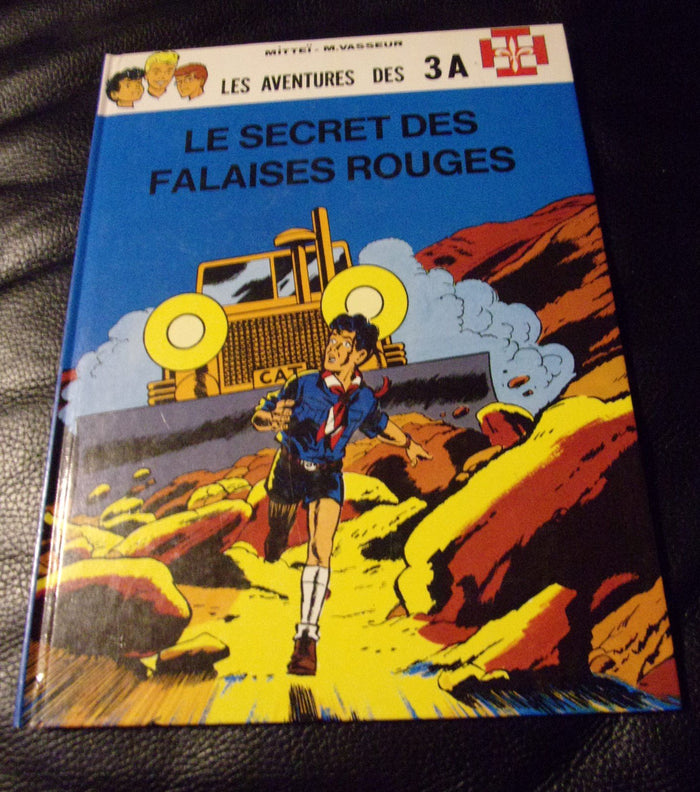 MiTTEÏ - M.VASSEUR
LES AVENTURES DES 3A
LE SECRET DES
FALAISES ROUGES
CAT